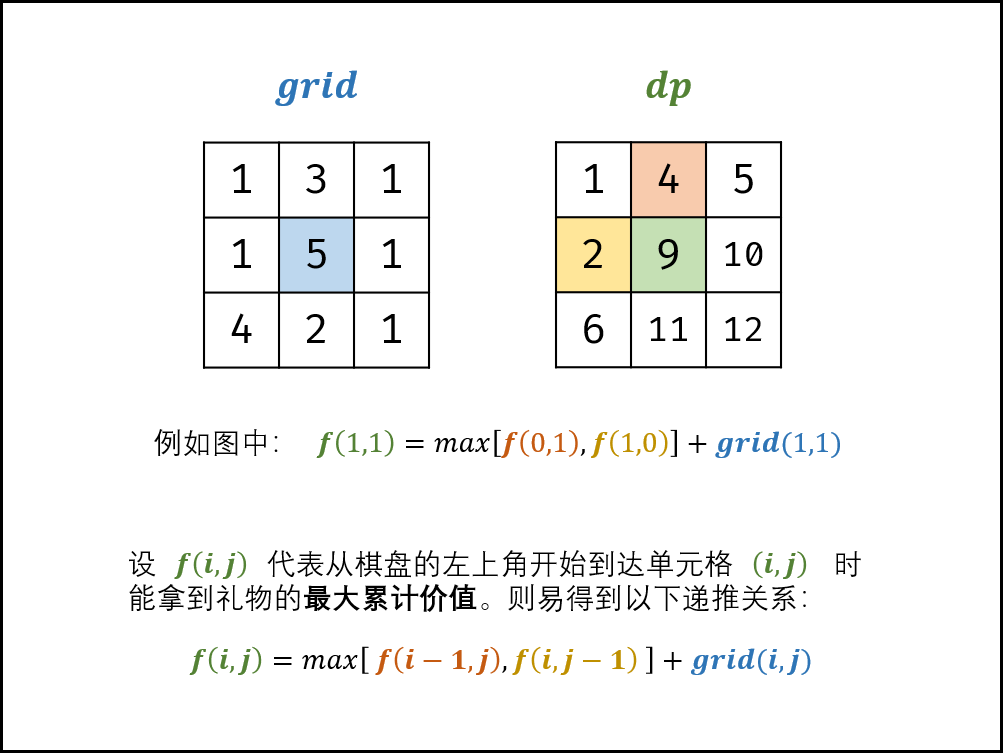 grid dp
1 3 1 1 4 5
1 5 1 2 9 10
4 2 1 6 11 12
例如图中： f(1,1) = max[f(0,1), f(1,0)] + grid(1,1)
设 f(i,j) 代表从棋盘的左上角开始到达单元格 (i,j) 时
能拿到礼物的最大累计价值。则易得到以下递推关系：
f(i,j) = max[ f(i − 1,j), f(i,j − 1) ] + grid(i,j)